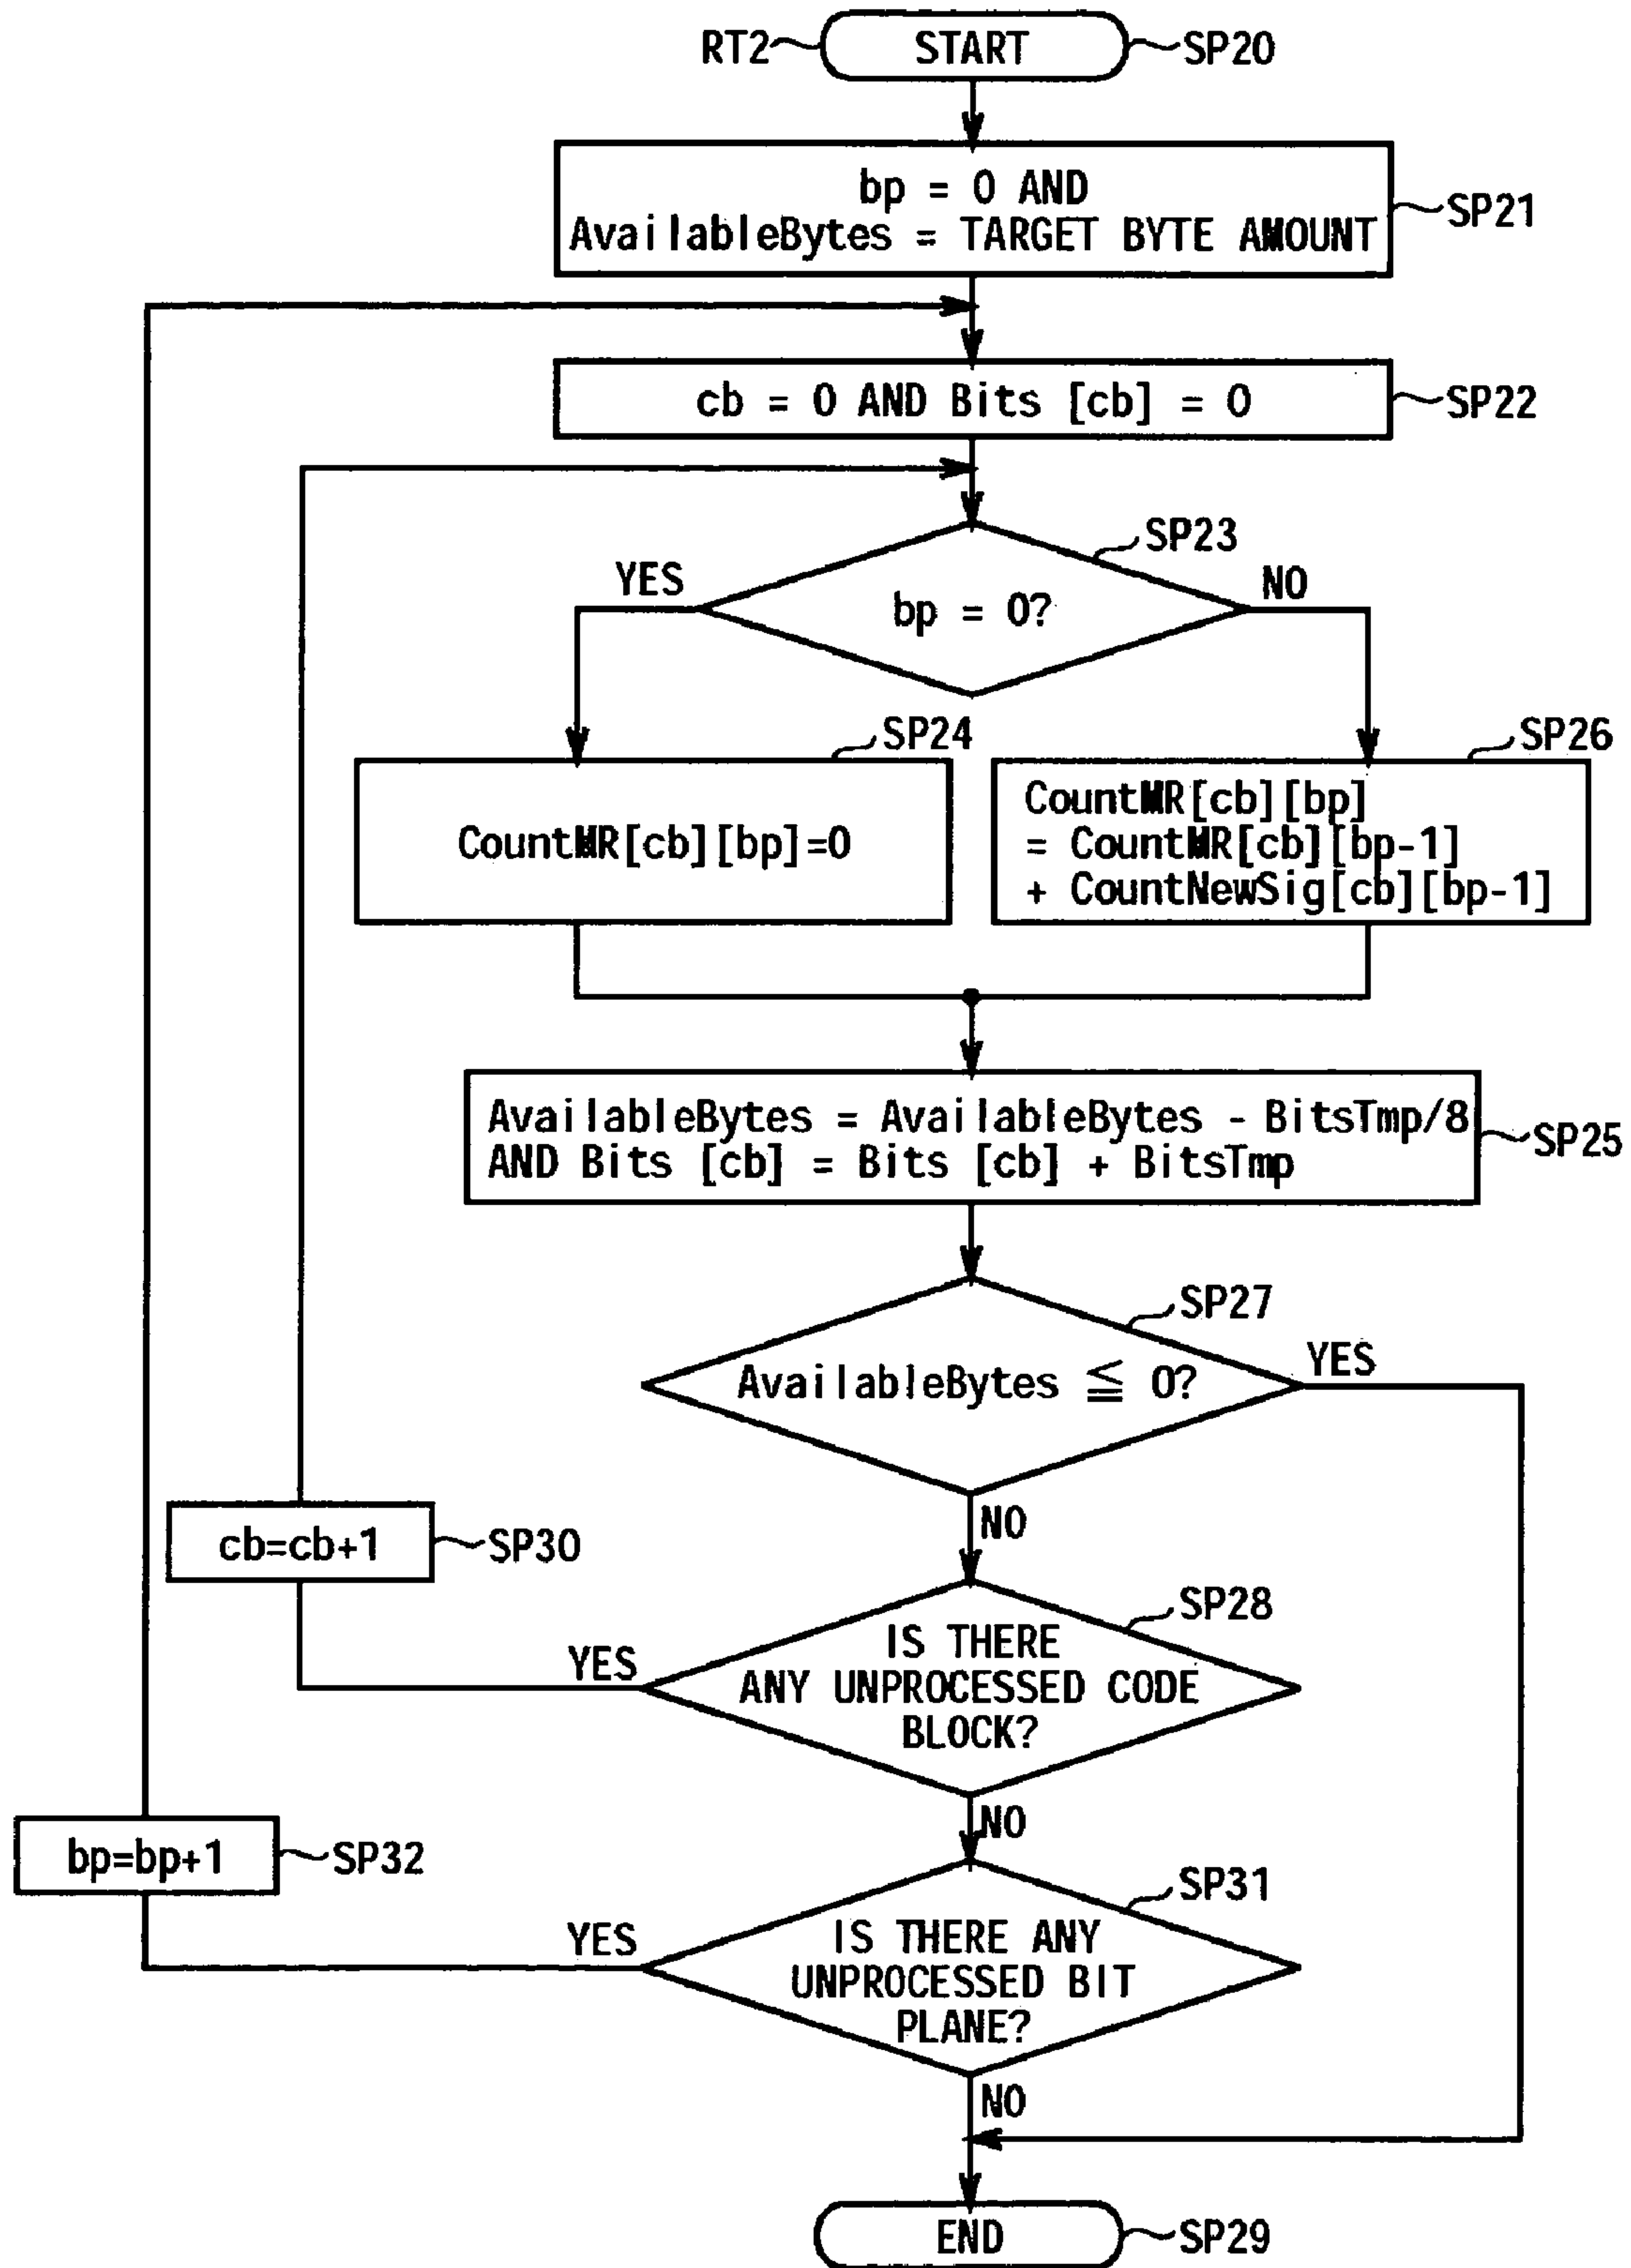 RT2
START
SP20
bp = 0 AND
AvailableBytes = TARGET BYTE AMOUNT
SP21
cb = 0 AND Bits [cb] = 0
SP22
SP23
YES
NO
bp = 0?
SP24
SP26
CountMR[cb][bp]=0
CountMR[cb][bp]
= CountMR[cb][bp-1]
+ CountNewSig[cb][bp-1]
AvailableBytes = AvailableBytes - BitsTmp/8
AND Bits [cb] = Bits [cb] + BitsTmp
SP25
SP27
AvailableBytes ≦ 0?
YES
NO
cb=cb+1
SP30
SP28
IS THERE
ANY UNPROCESSED CODE
BLOCK?
YES
NO
bp=bp+1
SP32
SP31
IS THERE ANY
UNPROCESSED BIT
PLANE?
YES
NO
END
SP29